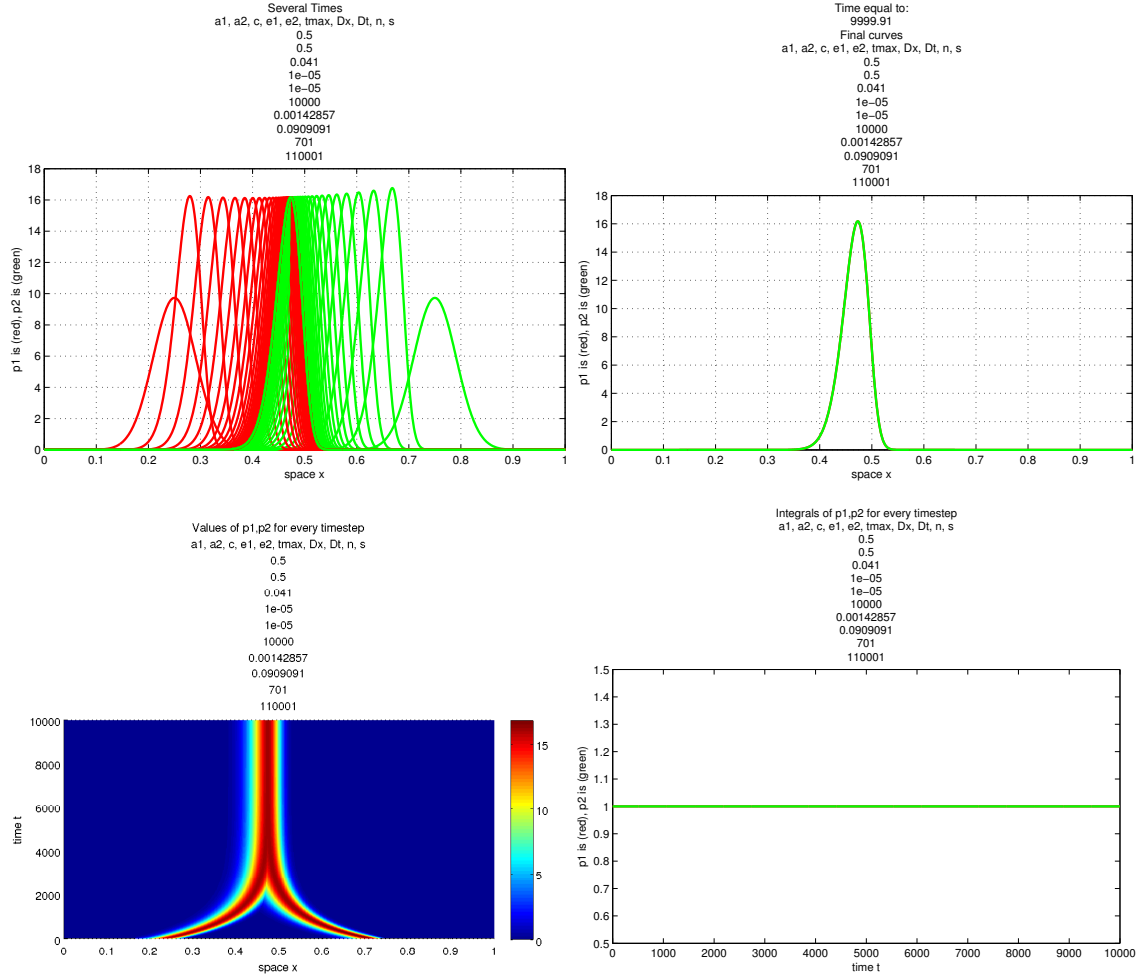 Several Times
a1, a2, c, e1, e2, tmax, Dx, Dt, n, s
0.5
0.5
0.041
1e−05
1e−05
10000
0.00142857
0.0909091
701
110001
18
16
14
12
10
8
6
4
2
0
p1 is (red), p2 is (green)
0 0.1 0.2 0.3 0.4 0.5 0.6 0.7 0.8 0.9 1
space x
Time equal to:
9999.91
Final curves
a1, a2, c, e1, e2, tmax, Dx, Dt, n, s
0.5
0.5
0.041
1e−05
1e−05
10000
0.00142857
0.0909091
701
110001
18
16
14
12
10
8
6
4
2
0
p1 is (red), p2 is (green)
0 0.1 0.2 0.3 0.4 0.5 0.6 0.7 0.8 0.9 1
space x
Values of p1,p2 for every timestep
a1, a2, c, e1, e2, tmax, Dx, Dt, n, s
0.5
0.5
0.041
1e-05
1e-05
10000
0.00142857
0.0909091
701
110001
10000
8000
6000
4000
2000
0
time t
0 0.1 0.2 0.3 0.4 0.5 0.6 0.7 0.8 0.9 1
space x
15
10
5
0
Integrals of p1,p2 for every timestep
a1, a2, c, e1, e2, tmax, Dx, Dt, n, s
0.5
0.5
0.041
1e−05
1e−05
10000
0.00142857
0.0909091
701
110001
1.5
1.4
1.3
1.2
1.1
1
0.9
0.8
0.7
0.6
0.5
p1 is (red), p2 is (green)
0 1000 2000 3000 4000 5000 6000 7000 8000 9000 10000
time t